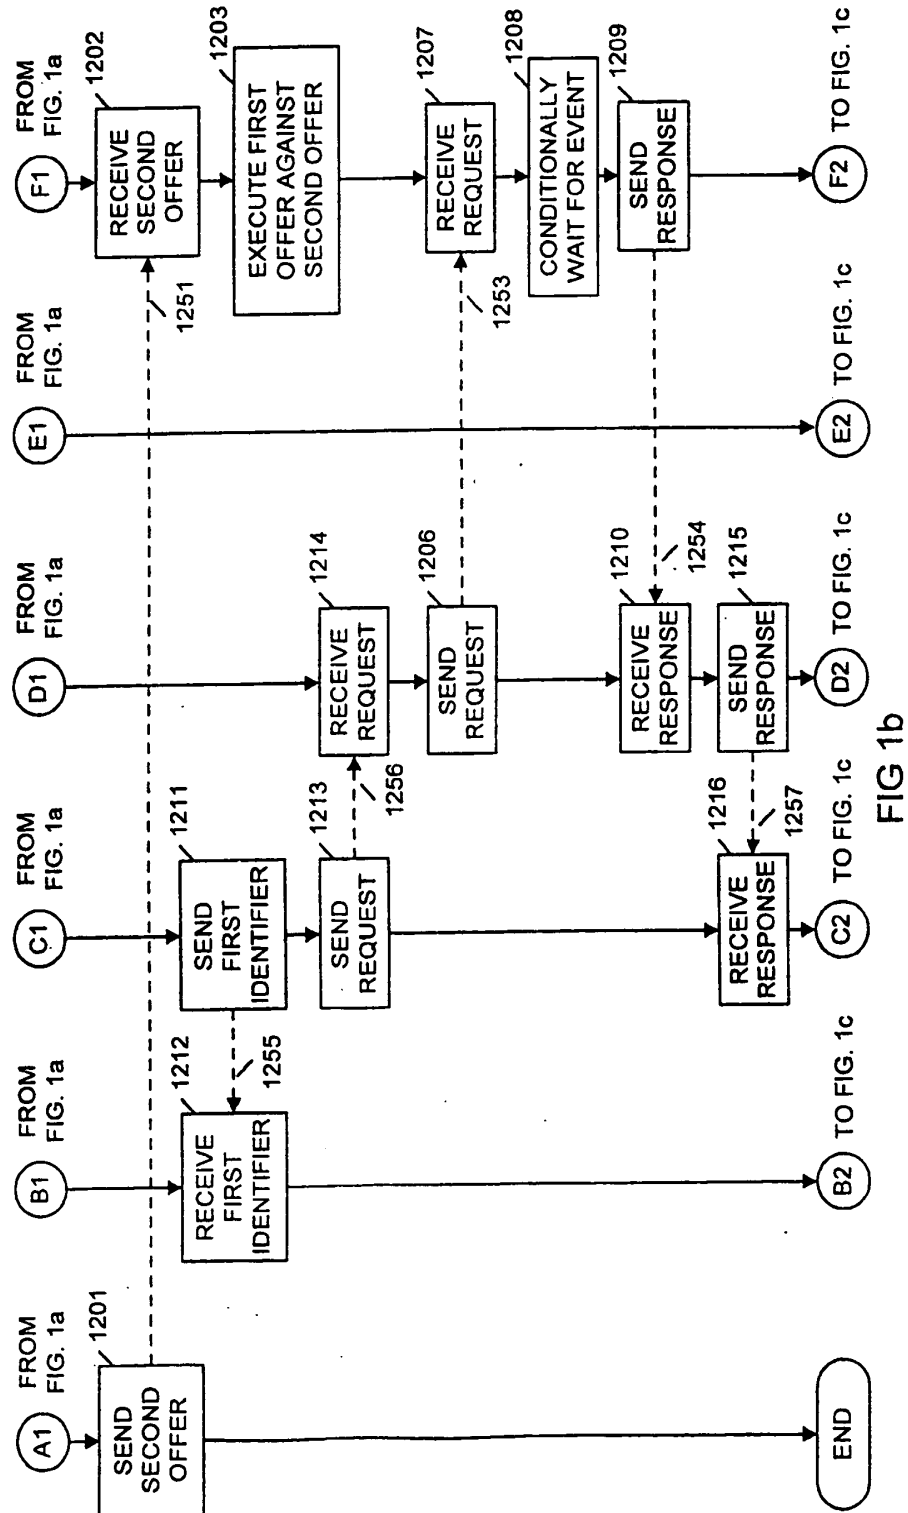 A1
FROM
FIG. 1a
1201
SEND
SECOND
OFFER
END
B1
FROM
FIG. 1a
1212
RECEIVE
FIRST
IDENTIFIER
1255
B2
TO FIG. 1c
C1
FROM
FIG. 1a
1211
SEND
FIRST
IDENTIFIER
1213
SEND
REQUEST
1256
1216
RECEIVE
RESPONSE
1257
C2
TO FIG. 1c
D1
FROM
FIG. 1a
1214
RECEIVE
REQUEST
1206
SEND
REQUEST
1210
RECEIVE
RESPONSE
1254
1215
SEND
RESPONSE
D2
TO FIG. 1c
E1
FROM
FIG. 1a
E2
TO FIG. 1c
F1
FROM
FIG. 1a
1202
RECEIVE
SECOND
OFFER
1251
1203
EXECUTE FIRST
OFFER AGAINST
SECOND OFFER
1207
RECEIVE
REQUEST
1253
1208
CONDITIONALLY
WAIT FOR EVENT
1209
SEND
RESPONSE
F2
TO FIG. 1c
FIG 1b